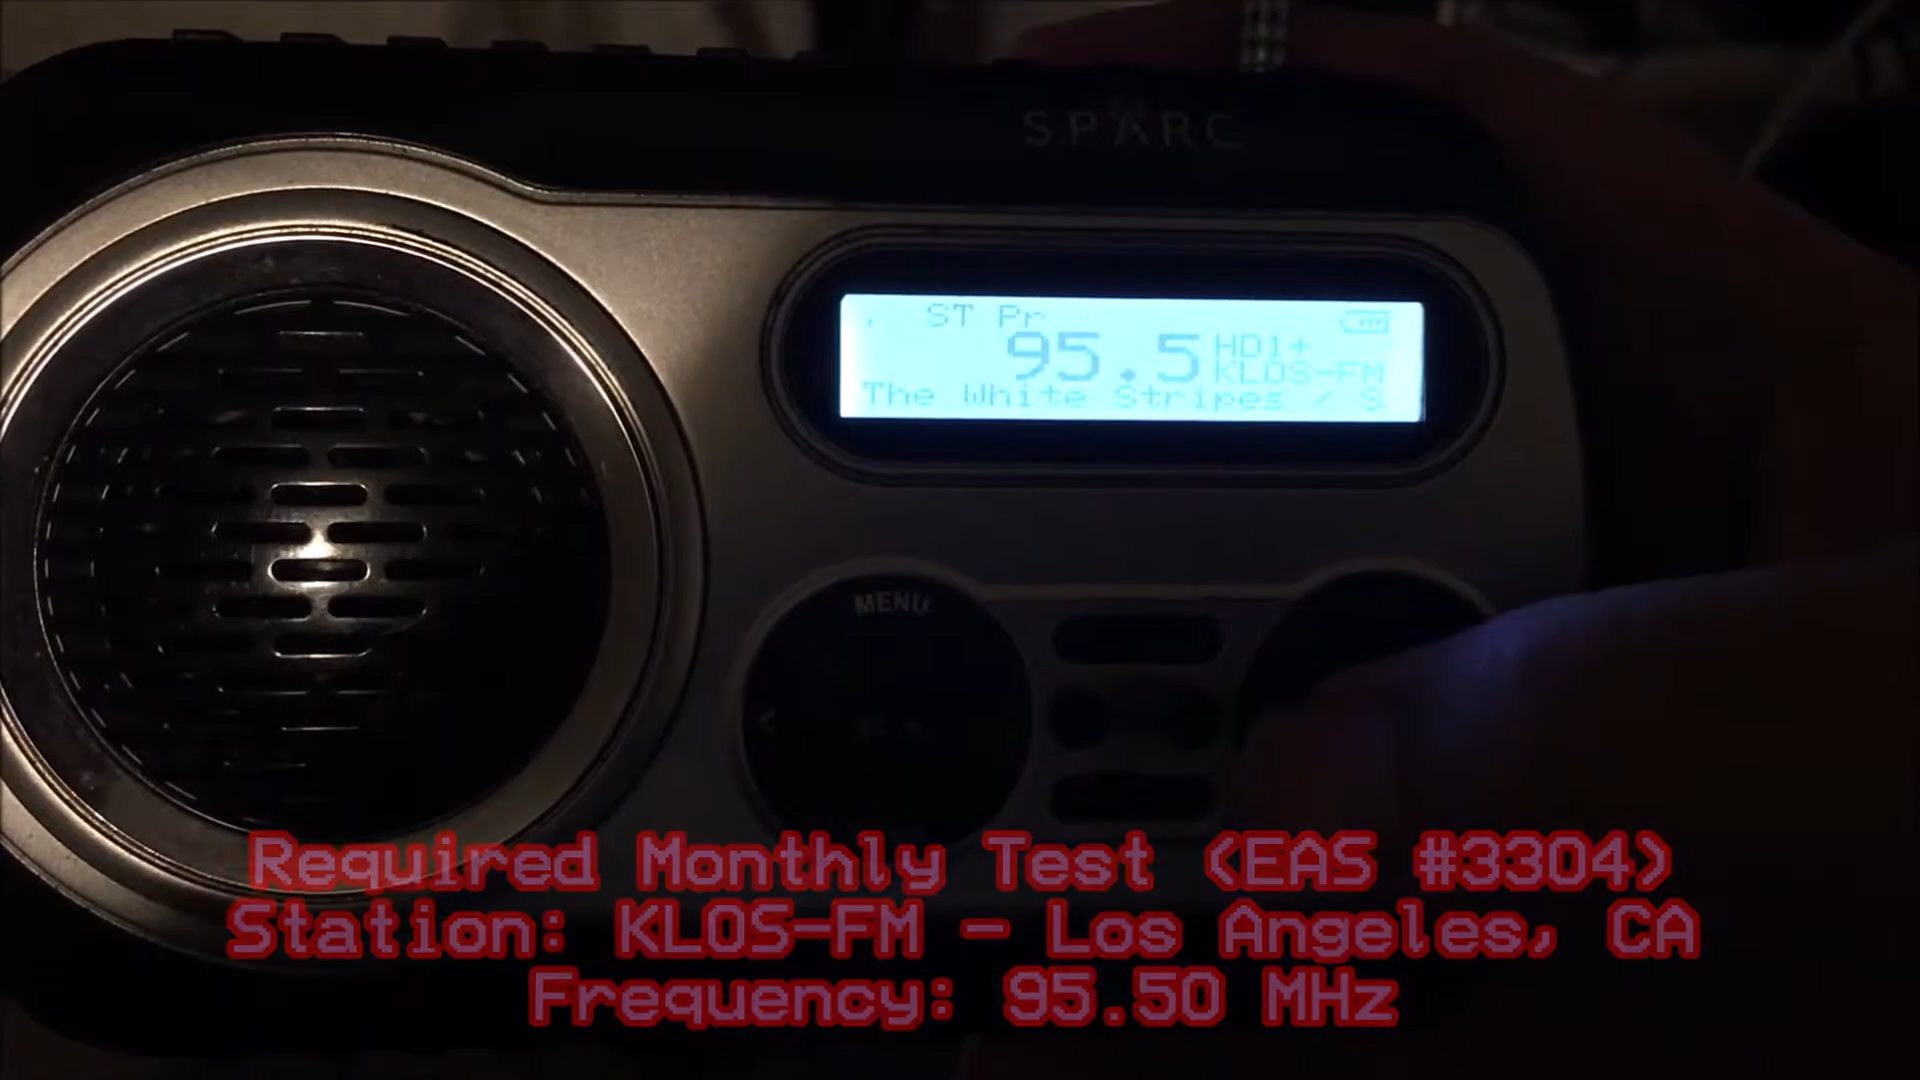 SPARC
ST Pr
95.5 HD1+
KLOS-FM
The White Stripes / S
MENU
<
Required Monthly Test (EAS #3304)
Station: KLOS-FM - Los Angeles, CA
Frequency: 95.50 MHz